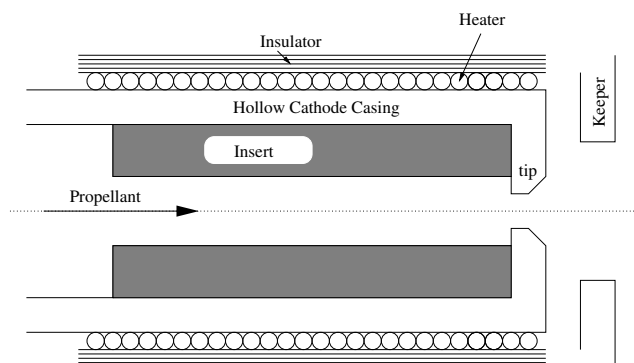 Heater
Insulator
Hollow Cathode Casing
Keeper
Insert
tip
Propellant